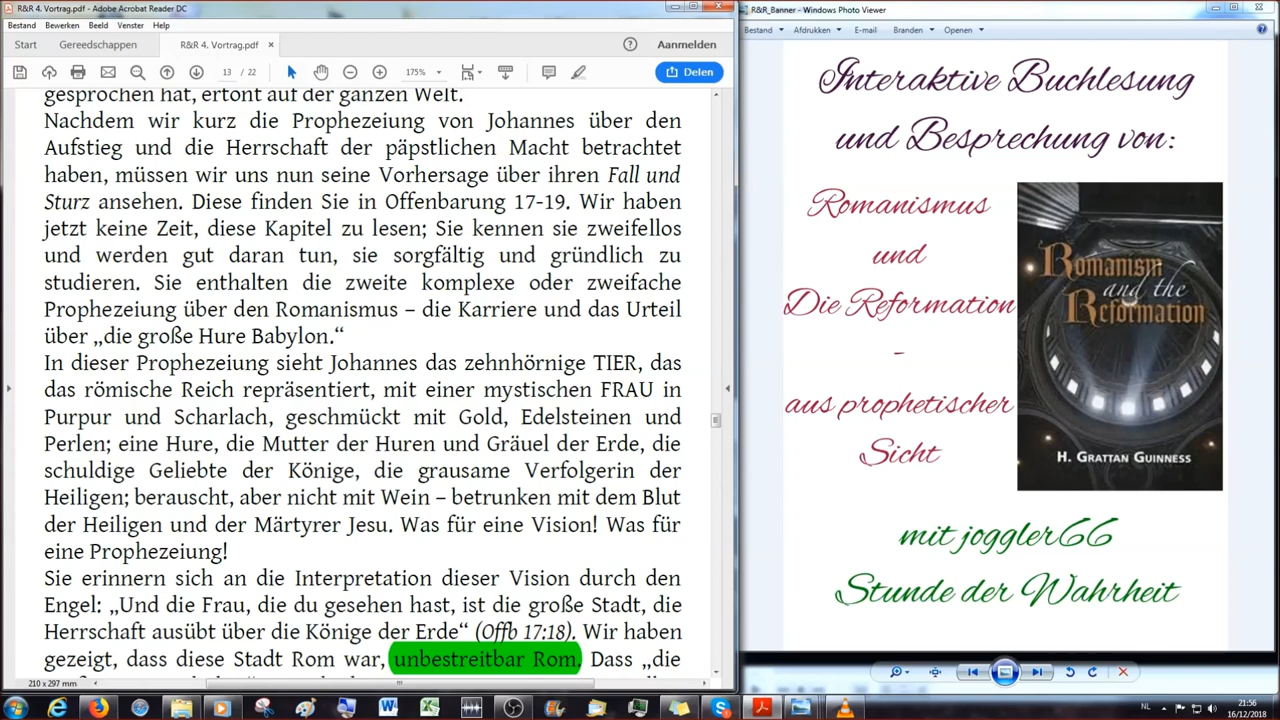 R&R 4. Vortrag.pdf - Adobe Acrobat Reader DC
Bestand Bewerken Beeld Venster Help
Start Gereedschappen R&R 4. Vortrag.pdf × Aanmelden
13 / 22 175% Delen
gesprochen hat, ertönt auf der ganzen Welt.
Nachdem wir kurz die Prophezeiung von Johannes über den
Aufstieg und die Herrschaft der päpstlichen Macht betrachtet
haben, müssen wir uns nun seine Vorhersage über ihren Fall und
Sturz ansehen. Diese finden Sie in Offenbarung 17-19. Wir haben
jetzt keine Zeit, diese Kapitel zu lesen; Sie kennen sie zweifellos
und werden gut daran tun, sie sorgfältig und gründlich zu
studieren. Sie enthalten die zweite komplexe oder zweifache
Prophezeiung über den Romanismus – die Karriere und das Urteil
über „die große Hure Babylon.“
In dieser Prophezeiung sieht Johannes das zehnhörnige TIER, das
das römische Reich repräsentiert, mit einer mystischen FRAU in
Purpur und Scharlach, geschmückt mit Gold, Edelsteinen und
Perlen; eine Hure, die Mutter der Huren und Gräuel der Erde, die
schuldige Geliebte der Könige, die grausame Verfolgerin der
Heiligen; berauscht, aber nicht mit Wein – betrunken mit dem Blut
der Heiligen und der Märtyrer Jesu. Was für eine Vision! Was für
eine Prophezeiung!
Sie erinnern sich an die Interpretation dieser Vision durch den
Engel: „Und die Frau, die du gesehen hast, ist die große Stadt, die
Herrschaft ausübt über die Könige der Erde“ (Offb 17:18). Wir haben
gezeigt, dass diese Stadt Rom war, unbestreitbar Rom. Dass „die
210 x 297 mm
R&R_Banner - Windows Photo Viewer
Bestand Afdrukken E-mail Branden Openen
Interaktive Buchlesung
und Besprechung von:
Romanismus
und
Die Reformation
-
aus prophetischer
Sicht
Romanism
and the
Reformation
H. GRATTAN GUINNESS
mit joggler66
Stunde der Wahrheit
NL
21:56
16/12/2018